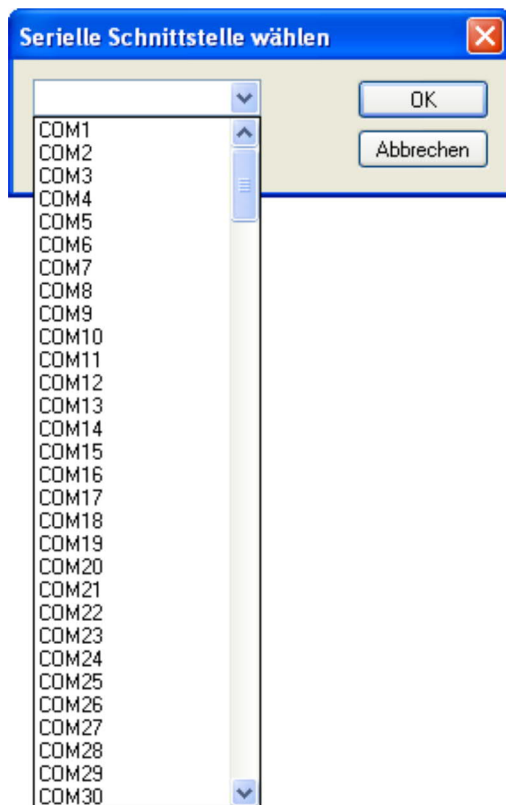 Serielle Schnittstelle wählen
OK
Abbrechen
COM1
COM2
COM3
COM4
COM5
COM6
COM7
COM8
COM9
COM10
COM11
COM12
COM13
COM14
COM15
COM16
COM17
COM18
COM19
COM20
COM21
COM22
COM23
COM24
COM25
COM26
COM27
COM28
COM29
COM30